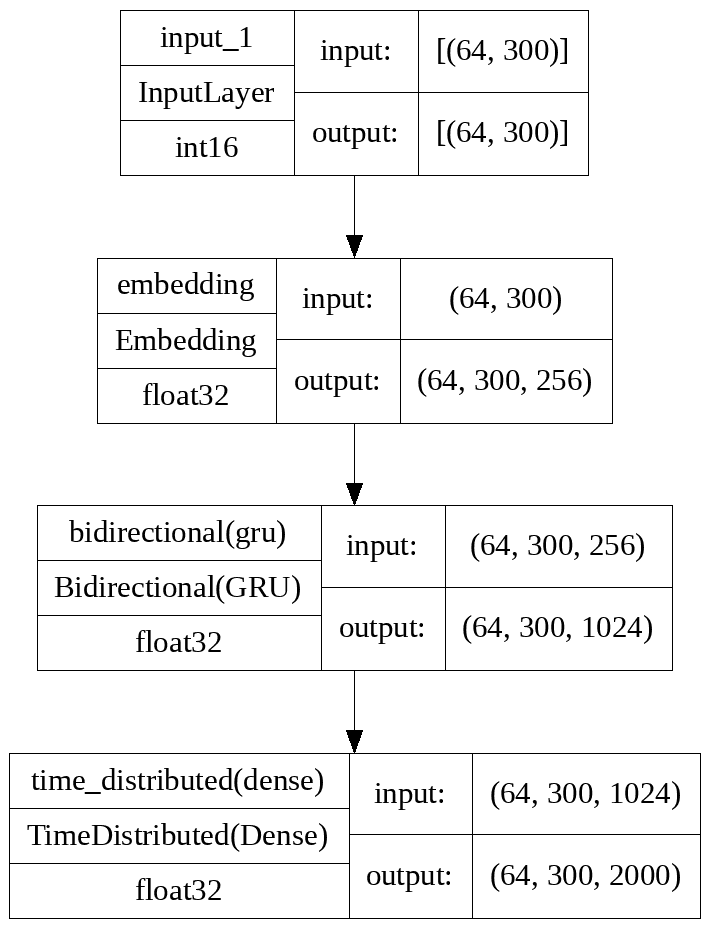 input_1
InputLayer
int16
input:
[(64, 300)]
output:
[(64, 300)]
embedding
Embedding
float32
input:
(64, 300)
output:
(64, 300, 256)
bidirectional(gru)
Bidirectional(GRU)
float32
input:
(64, 300, 256)
output:
(64, 300, 1024)
time_distributed(dense)
TimeDistributed(Dense)
float32
input:
(64, 300, 1024)
output:
(64, 300, 2000)